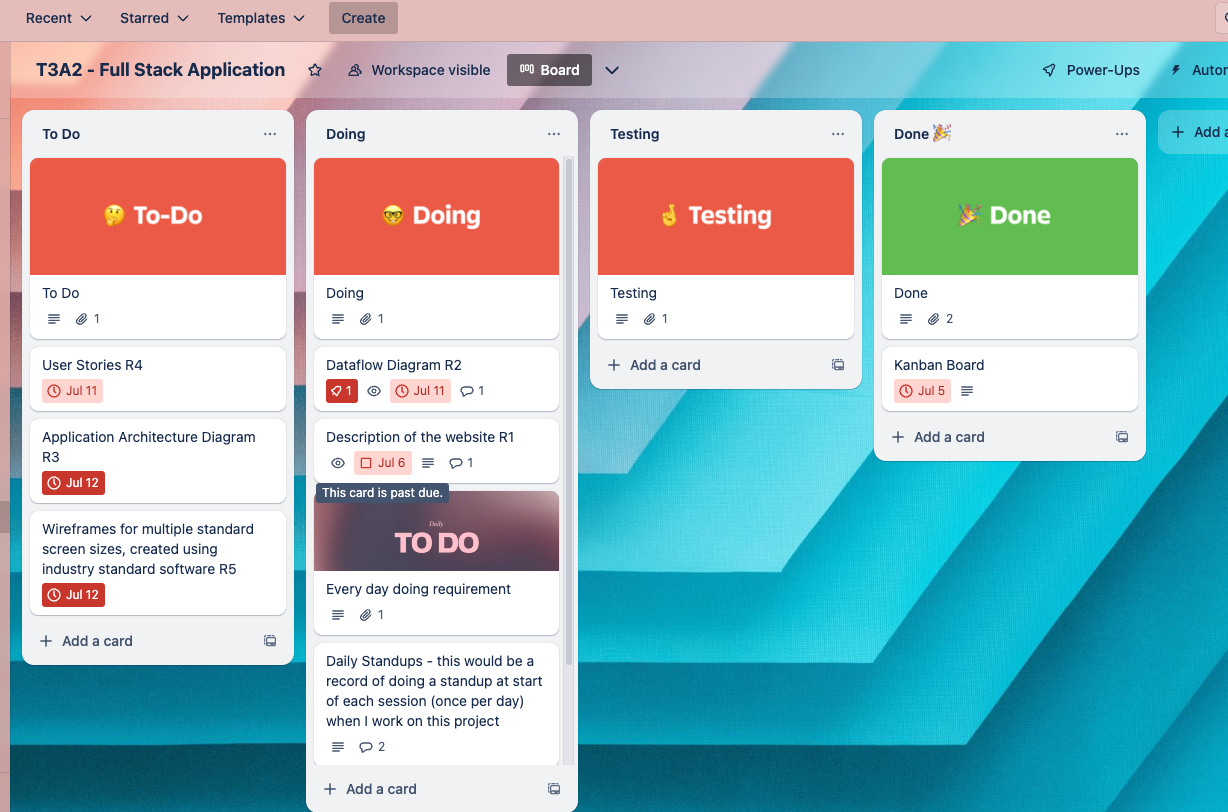 Recent
Starred
Templates
Create
T3A2 - Full Stack Application
Workspace visible
Board
Power-Ups
To Do
🤔 To-Do
To Do
1
User Stories R4
Jul 11
Application Architecture Diagram
R3
Jul 12
Wireframes for multiple standard
screen sizes, created using
industry standard software R5
Jul 12
+ Add a card
Doing
🤓 Doing
Doing
1
Dataflow Diagram R2
1
Jul 11
1
Description of the website R1
Jul 6
1
This card is past due.
Daily
TO DO
Every day doing requirement
1
Daily Standups - this would be a
record of doing a standup at start
of each session (once per day)
when I work on this project
2
+ Add a card
Testing
🤞 Testing
Testing
1
+ Add a card
Done🎉
🎉 Done
Done
2
Kanban Board
Jul 5
+ Add a card
+ Add